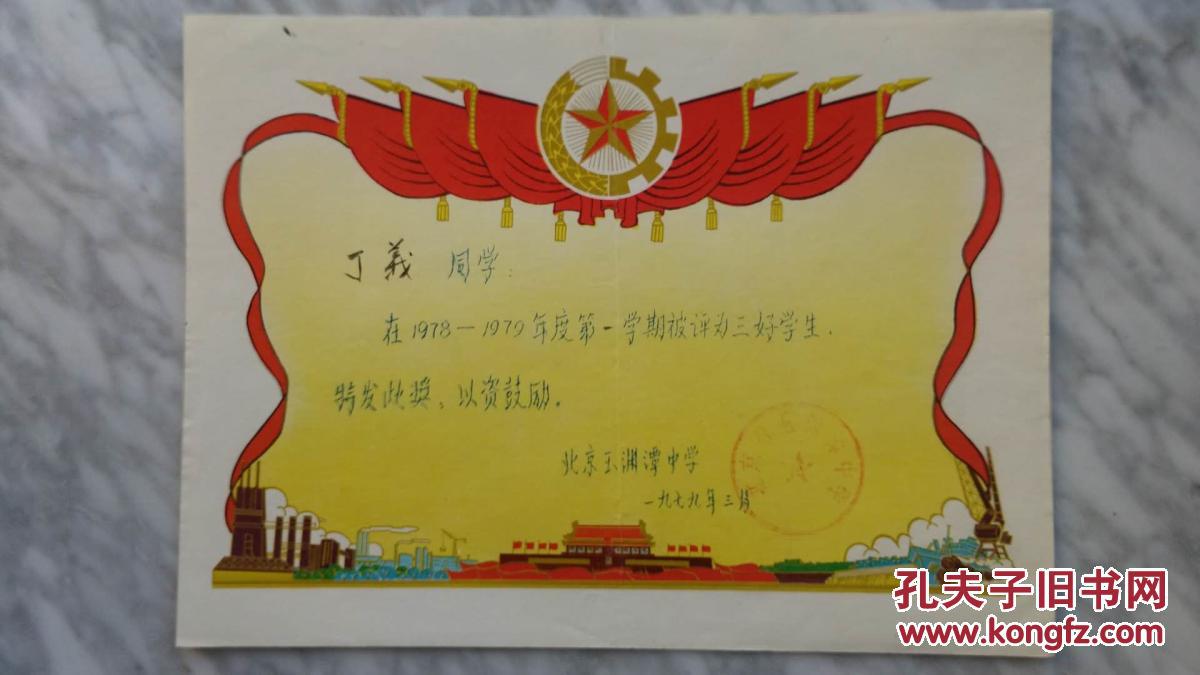 丁義 同学:
在1978—1979年度第一学期被评为三好学生.
特发此奖,以资鼓励.
北京玉渊潭中学
一九七九年三月
孔夫子旧书网
www.kongfz.com